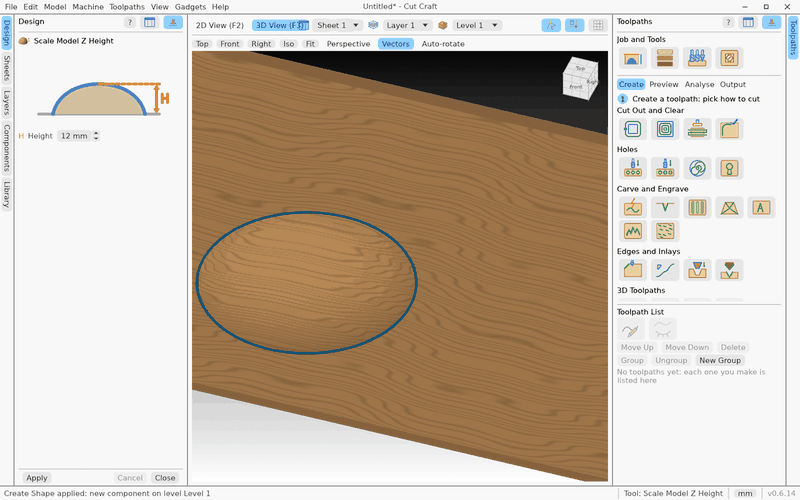 Untitled* - Cut Craft
File Edit Model Machine Toolpaths View Gadgets Help
Design
Sheets
Layers
Components
Library
Design
?
Scale Model Z Height
H
H Height 12 mm
Apply Cancel Close
2D View (F2) 3D View (F3) Sheet 1 Layer 1 Level 1
Top Front Right Iso Fit Perspective Vectors Auto-rotate
Top
Front
Right
Toolpaths
?
Toolpaths
Job and Tools
Create Preview Analyse Output
1 Create a toolpath: pick how to cut
Cut Out and Clear
Holes
Carve and Engrave
A
Edges and Inlays
3D Toolpaths
Toolpath List
Move Up Move Down Delete
Group Ungroup New Group
No toolpaths yet: each one you make is
listed here
Create Shape applied: new component on level Level 1
Tool: Scale Model Z Height mm v0.6.14